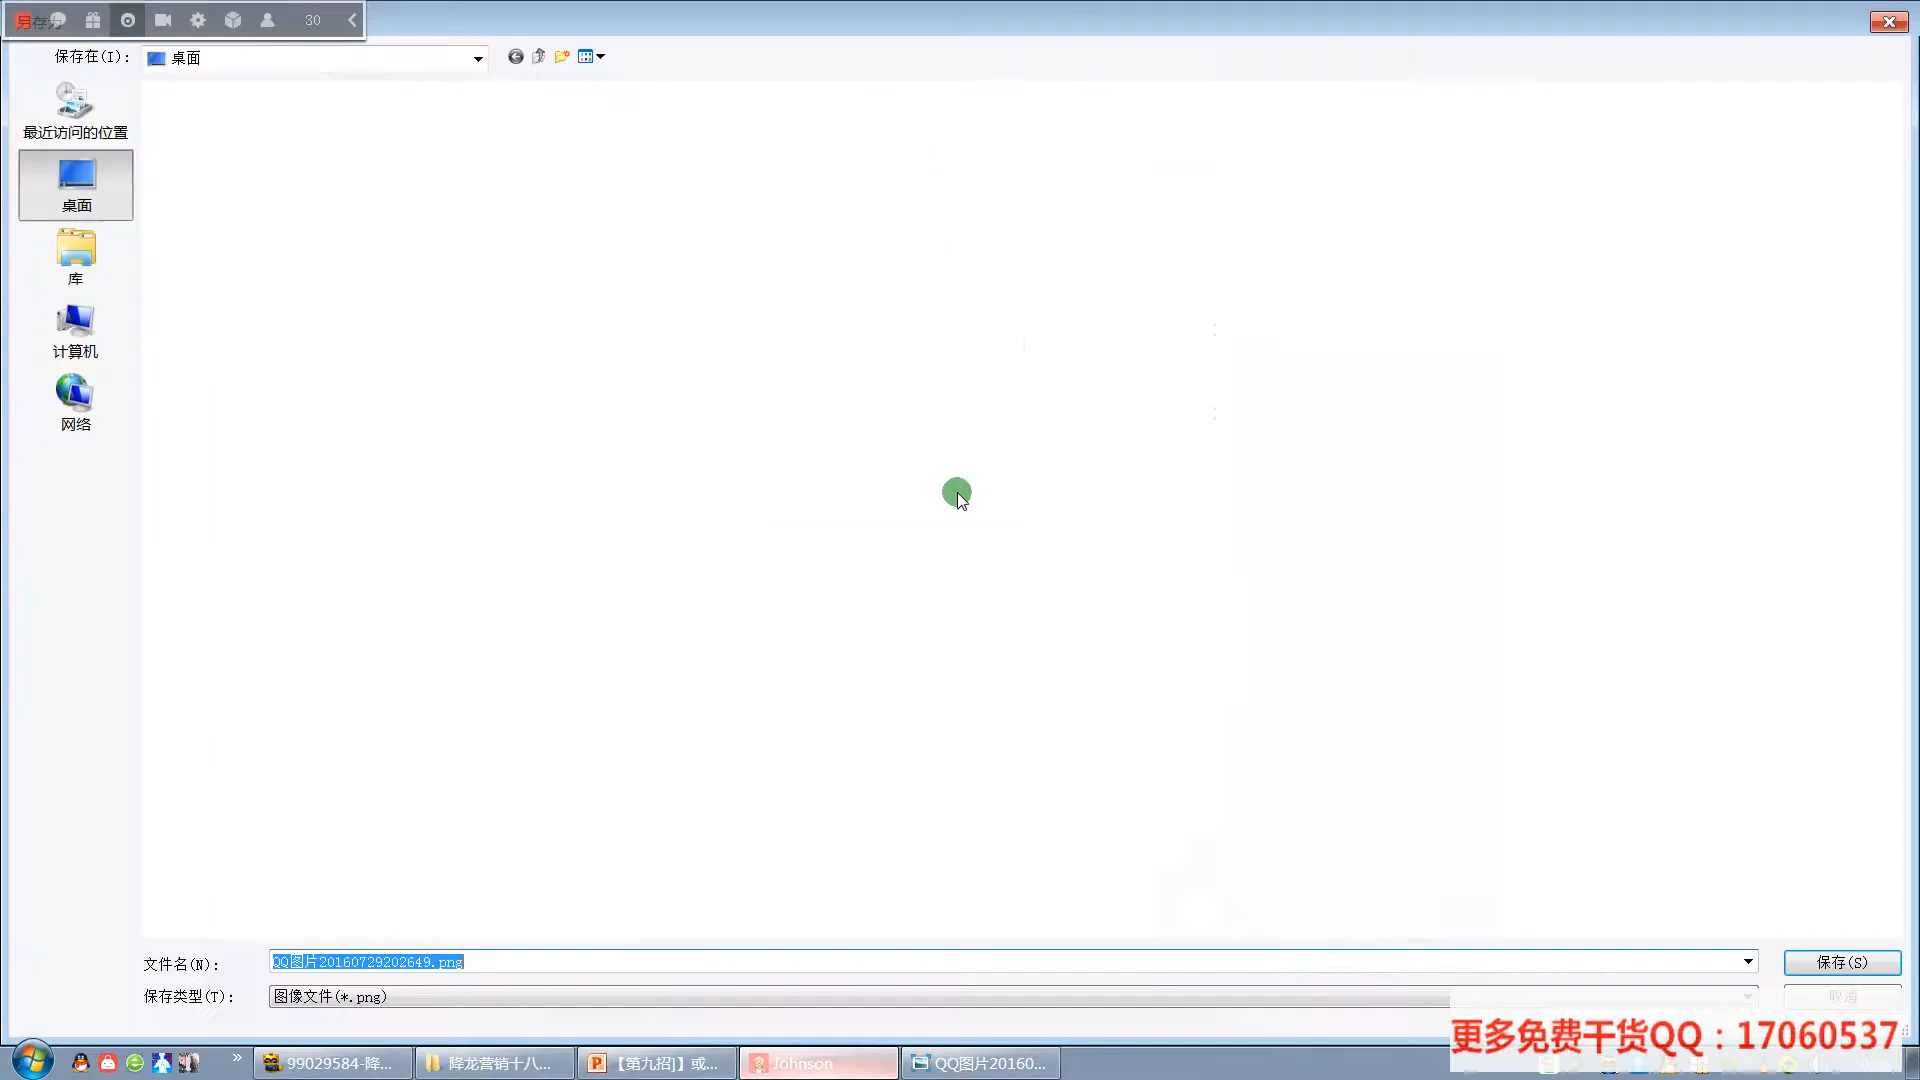 另存为
30
保存在(I):
桌面
最近访问的位置
桌面
库
计算机
网络
文件名(N):
QQ图片20160729202649.png
保存(S)
保存类型(T):
图像文件(*.png)
取消
更多免费干货QQ：17060537
99029584-降...
降龙营销十八...
【第九招]】或...
Johnson
QQ图片20160...